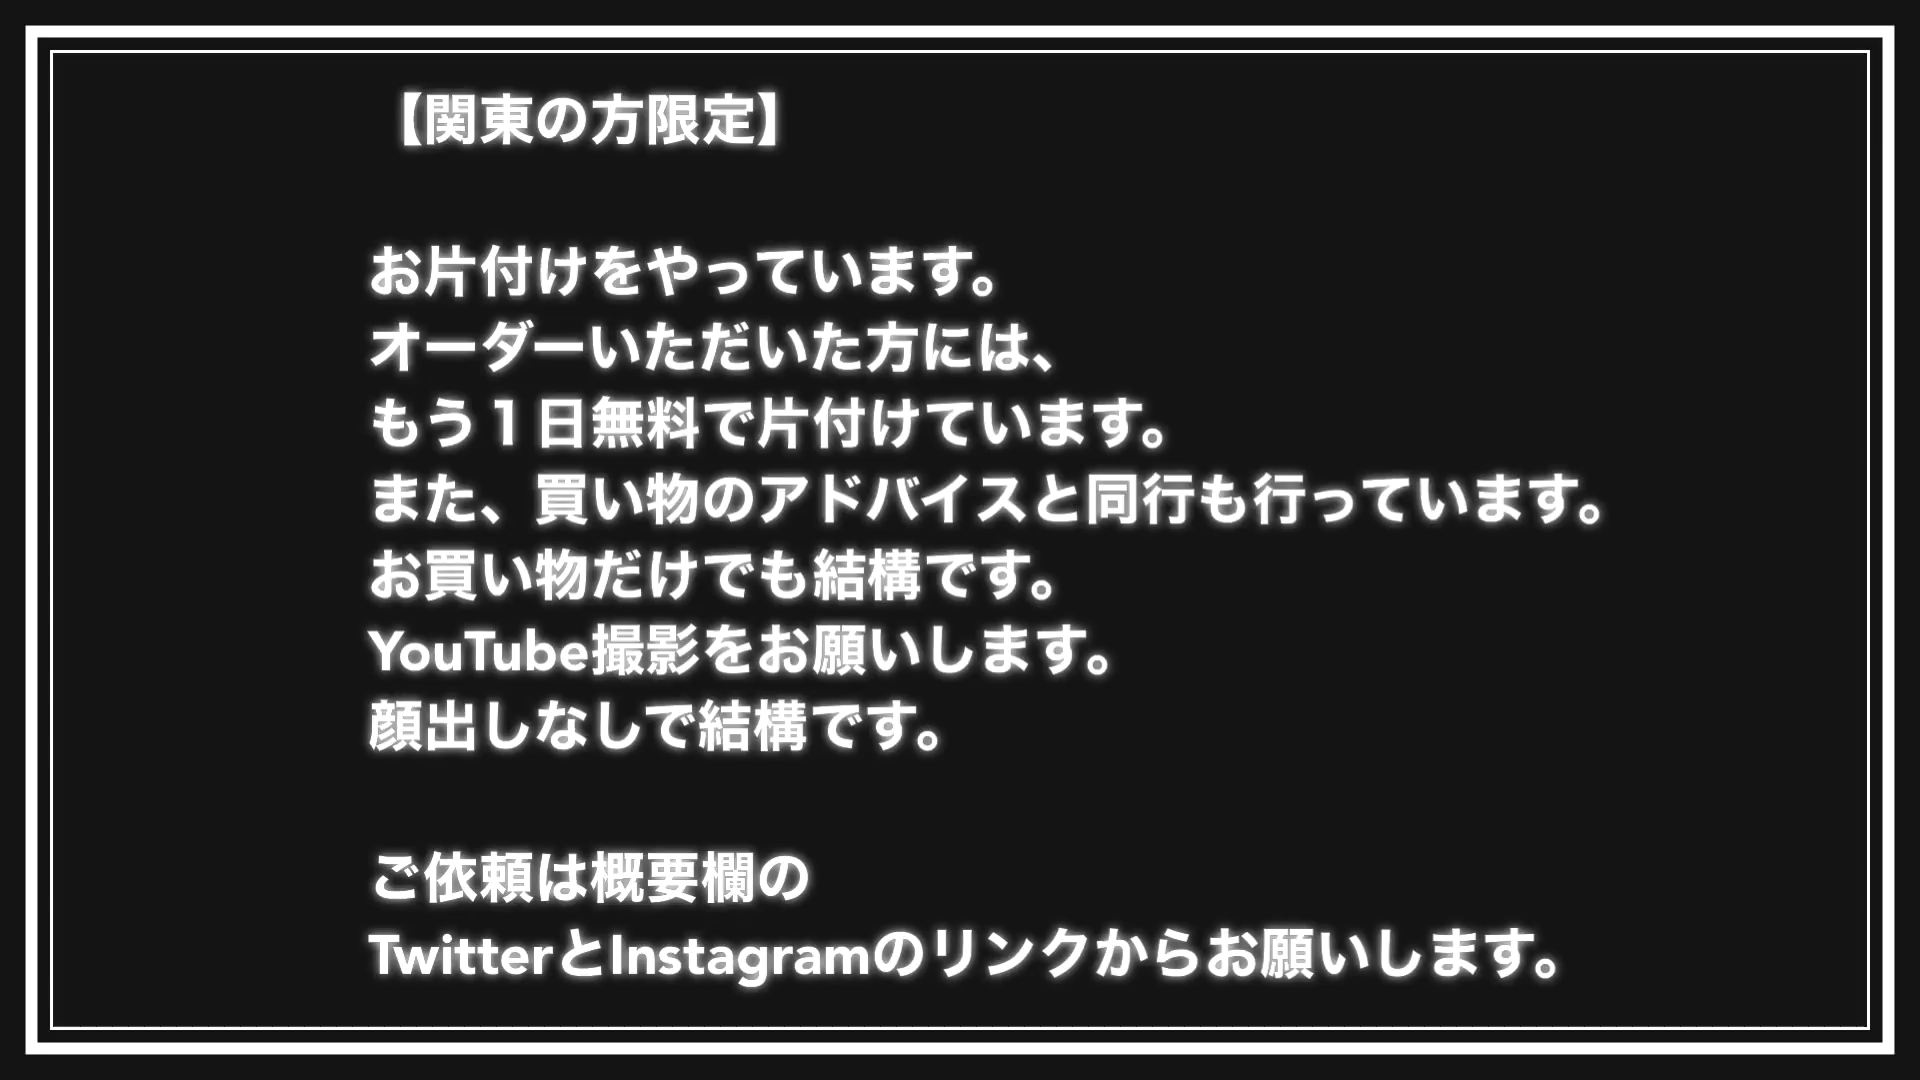 【関東の方限定】
お片付けをやっています。
オーダーいただいた方には、
もう１日無料で片付けています。
また、買い物のアドバイスと同行も行っています。
お買い物だけでも結構です。
YouTube撮影をお願いします。
顔出しなしで結構です。
ご依頼は概要欄の
TwitterとInstagramのリンクからお願いします。